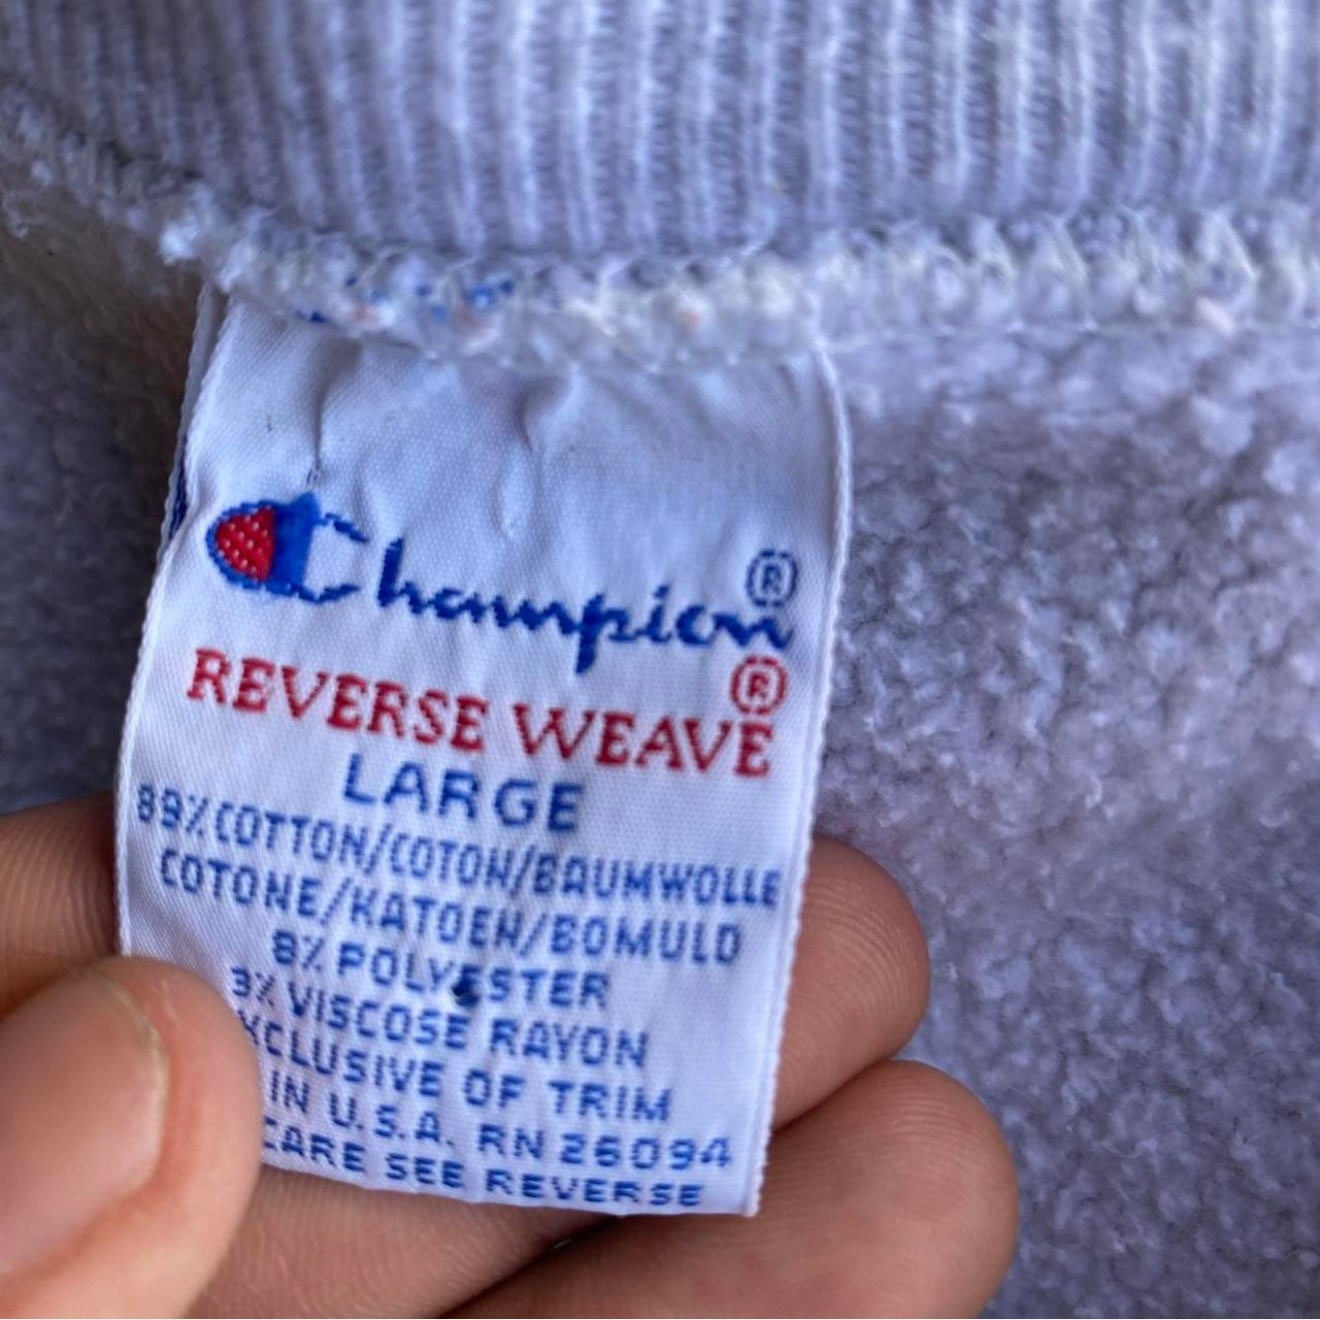 Champion®
REVERSE WEAVE®
LARGE
89% COTTON/COTON/BAUMWOLLE
COTONE/KATOEN/BOMULD
8% POLYESTER
3% VISCOSE RAYON
XCLUSIVE OF TRIM
IN U.S.A. RN 26094
CARE SEE REVERSE